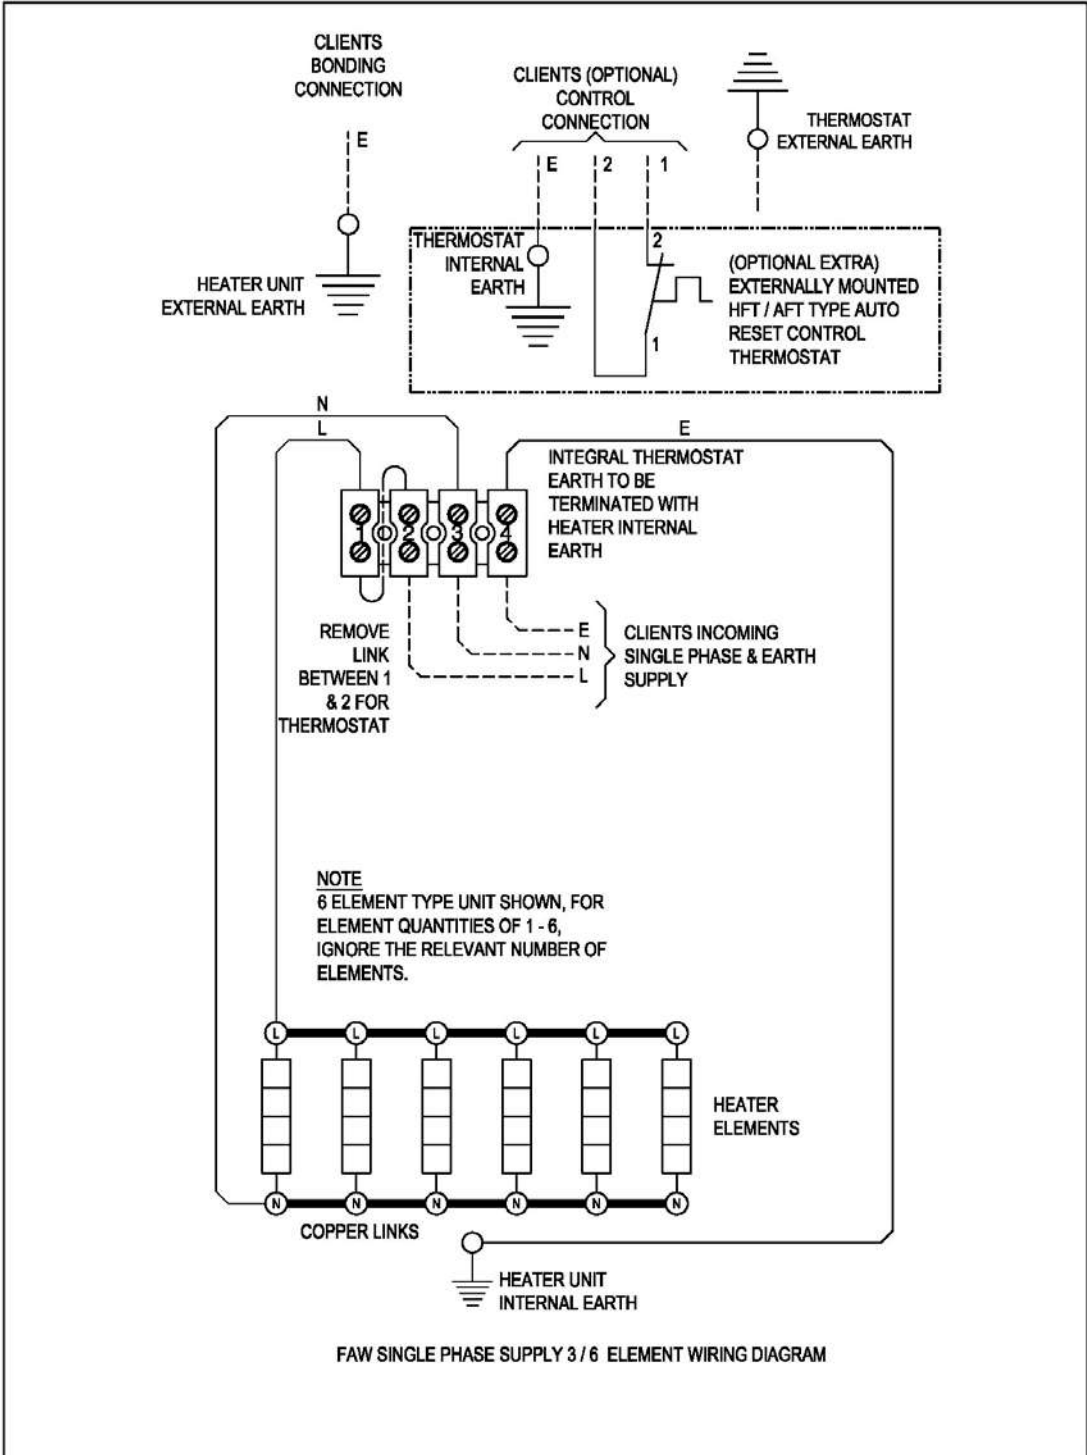 CLIENTS
BONDING
CONNECTION
E
HEATER UNIT
EXTERNAL EARTH
CLIENTS (OPTIONAL)
CONTROL
CONNECTION
E 2 1
THERMOSTAT
EXTERNAL EARTH
THERMOSTAT
INTERNAL
EARTH
2
1
(OPTIONAL EXTRA)
EXTERNALLY MOUNTED
HFT / AFT TYPE AUTO
RESET CONTROL
THERMOSTAT
N
L
E
INTEGRAL THERMOSTAT
EARTH TO BE
TERMINATED WITH
HEATER INTERNAL
EARTH
1 2 3 4
REMOVE
LINK
BETWEEN 1
& 2 FOR
THERMOSTAT
E
N
L
CLIENTS INCOMING
SINGLE PHASE & EARTH
SUPPLY
NOTE
6 ELEMENT TYPE UNIT SHOWN, FOR
ELEMENT QUANTITIES OF 1 - 6,
IGNORE THE RELEVANT NUMBER OF
ELEMENTS.
L L L L L L
HEATER
ELEMENTS
N N N N N N
COPPER LINKS
HEATER UNIT
INTERNAL EARTH
FAW SINGLE PHASE SUPPLY 3 / 6 ELEMENT WIRING DIAGRAM